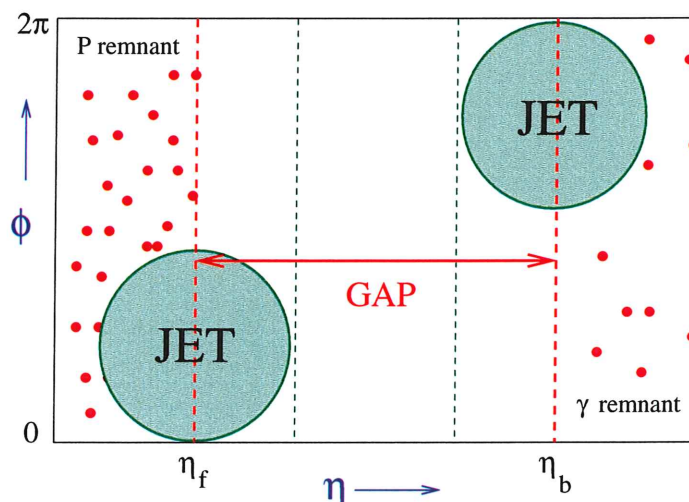 2π
P remnant
JET
ϕ
GAP
JET
γ remnant
0
η_f
η
η_b